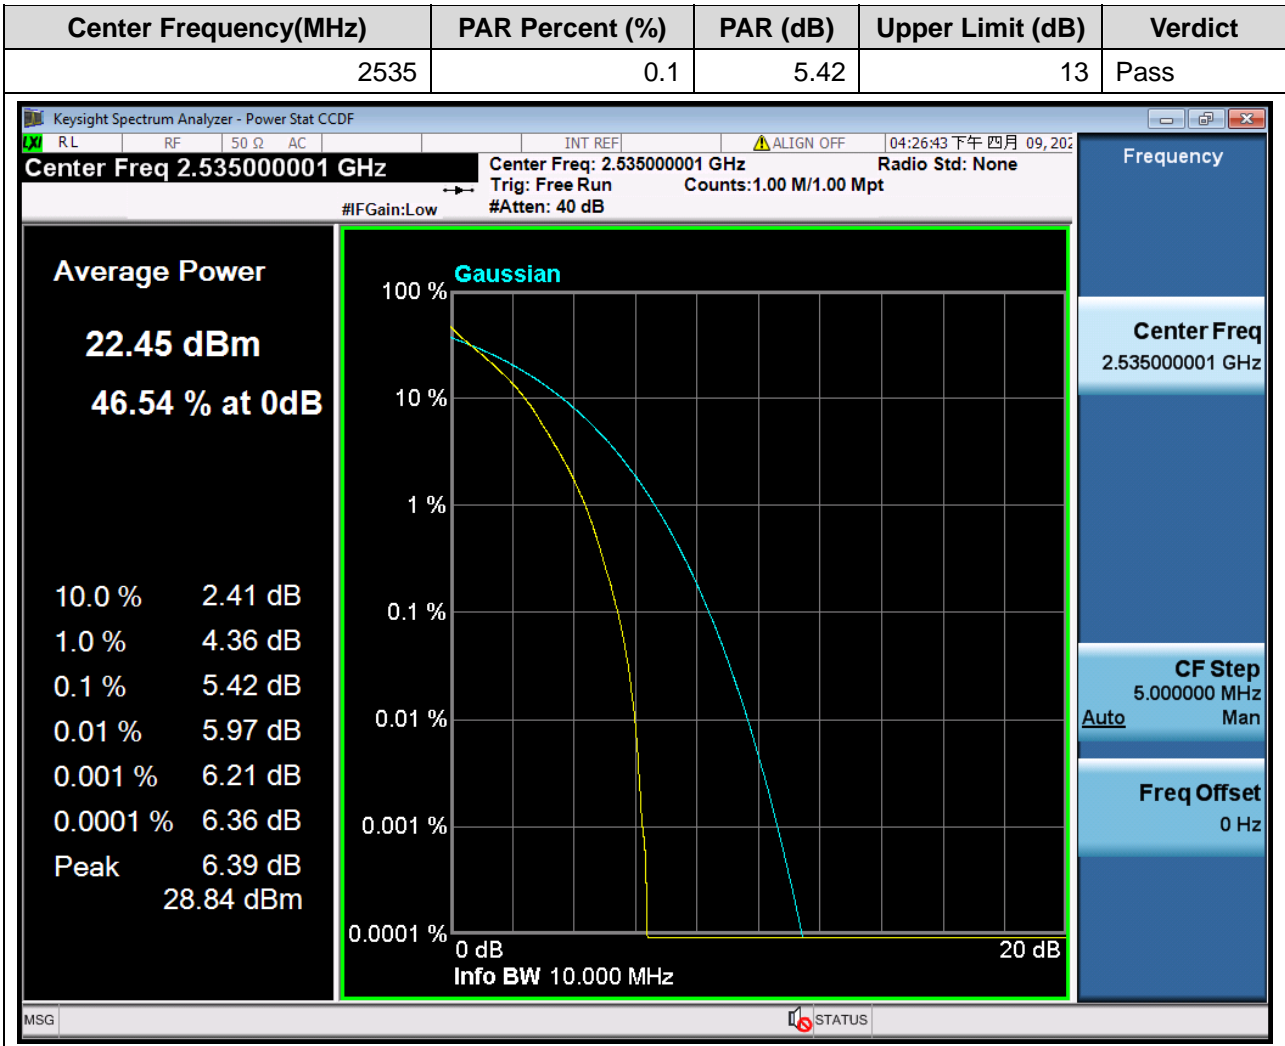 Center Frequency(MHz) PAR Percent (%) PAR (dB) Upper Limit (dB) Verdict
2535 0.1 5.42 13 Pass
Keysight Spectrum Analyzer - Power Stat CCDF
LXI RL RF 50 Ω AC INT REF ALIGN OFF 04:26:43 下午 四月 09, 202
Center Freq 2.535000001 GHz
Center Freq: 2.535000001 GHz Radio Std: None
Trig: Free Run Counts:1.00 M/1.00 Mpt
#IFGain:Low #Atten: 40 dB
Frequency
Average Power
22.45 dBm
46.54 % at 0dB
10.0 % 2.41 dB
1.0 % 4.36 dB
0.1 % 5.42 dB
0.01 % 5.97 dB
0.001 % 6.21 dB
0.0001 % 6.36 dB
Peak 6.39 dB
28.84 dBm
Gaussian
100 %
10 %
1 %
0.1 %
0.01 %
0.001 %
0.0001 %
0 dB 20 dB
Info BW 10.000 MHz
Center Freq
2.535000001 GHz
CF Step
5.000000 MHz
Auto Man
Freq Offset
0 Hz
MSG STATUS